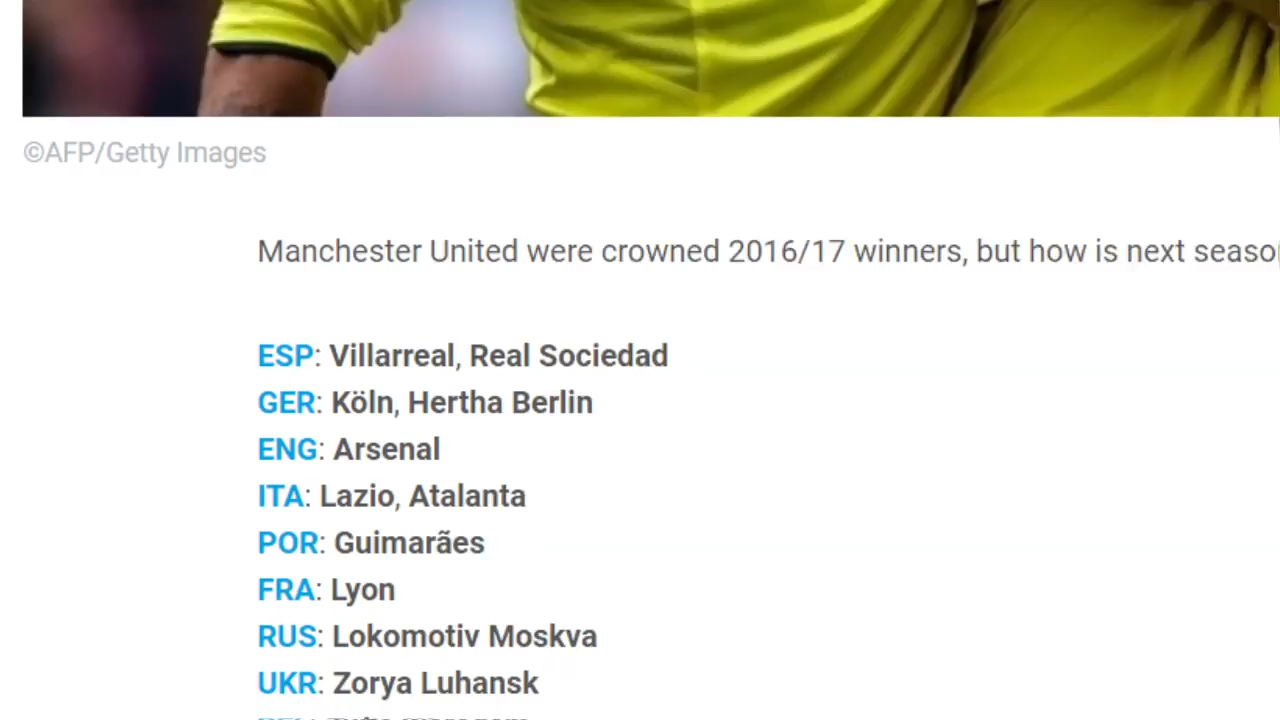 ©AFP/Getty Images
Manchester United were crowned 2016/17 winners, but how is next
ESP: Villarreal, Real Sociedad
GER: Köln, Hertha Berlin
ENG: Arsenal
ITA: Lazio, Atalanta
POR: Guimarães
FRA: Lyon
RUS: Lokomotiv Moskva
UKR: Zorya Luhansk